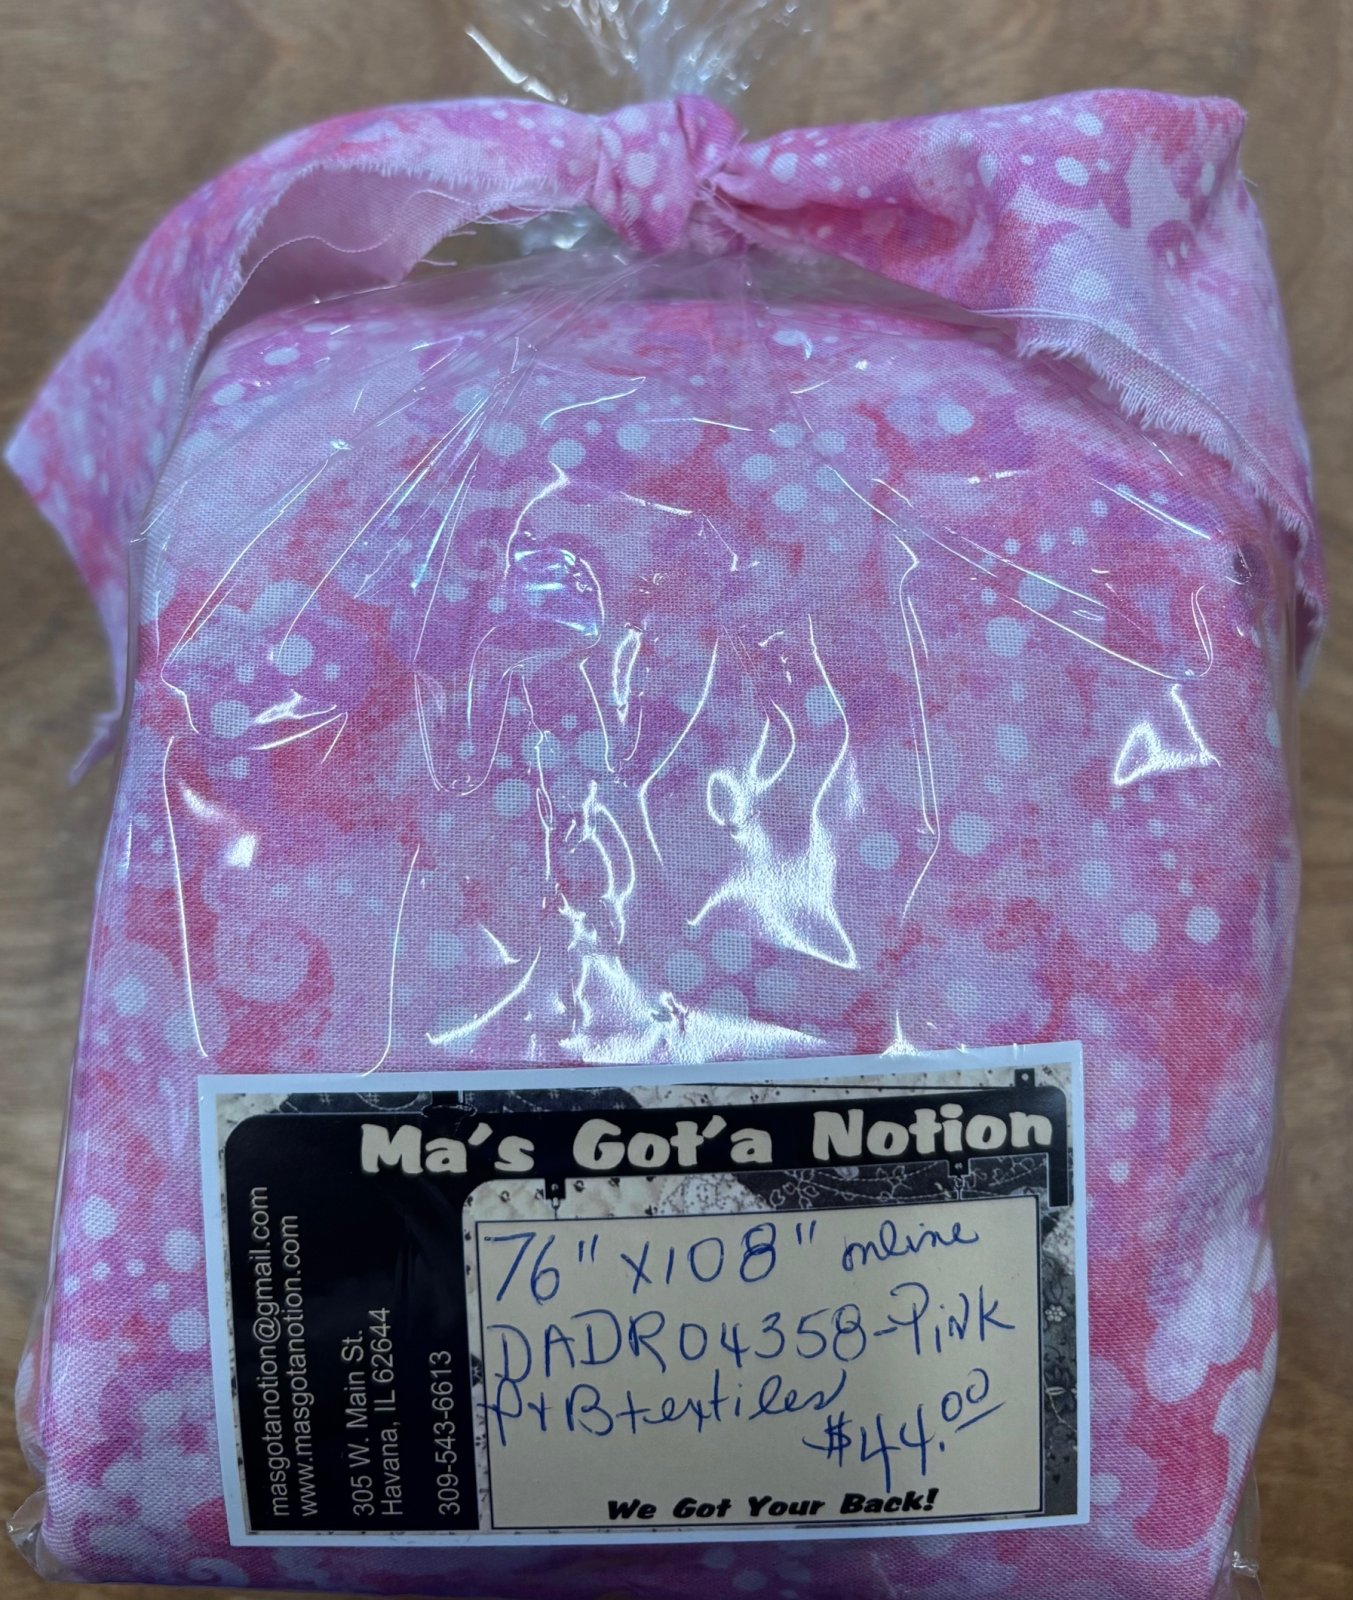 Ma's Got'a Notion
masgotanotion@gmail.com
www.masgotanotion.com
305 W. Main St.
Havana, IL 62644
309-543-6613
76" x108" online
DADR04358-Pink
P+B textiles
$44.00
We Got Your Back!